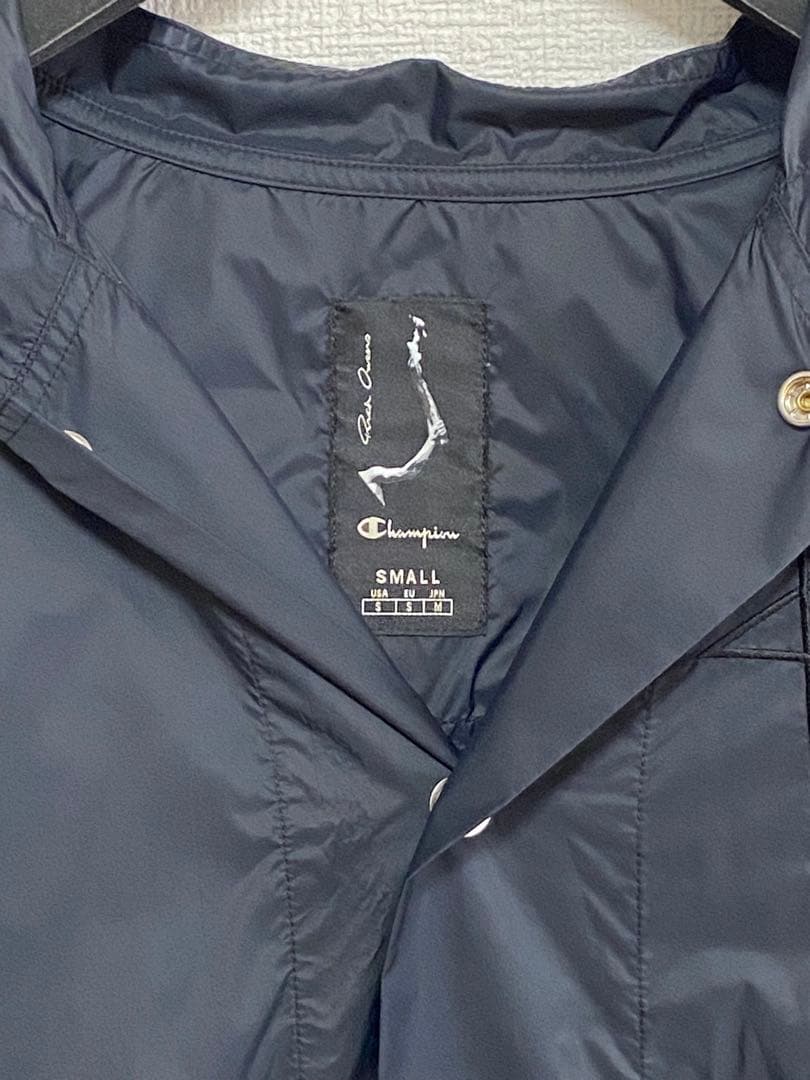 Rick Owens
Champion
SMALL
USA EU JPN
S S M